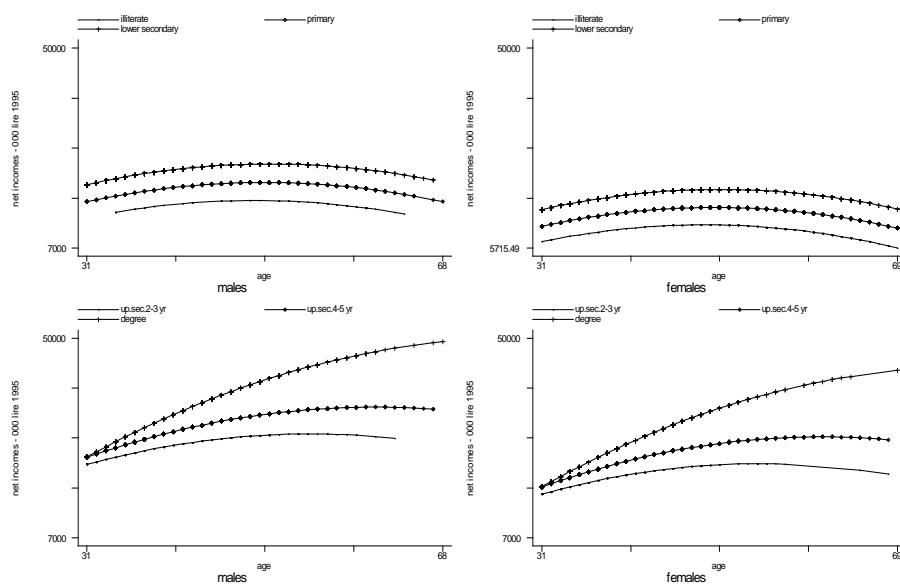 illiterate primary
lower secondary
50000
net incomes - 000 lire 1995
7000
31 68
age
males
illiterate primary
lower secondary
50000
net incomes - 000 lire 1995
5715.49
31 69
age
females
up.sec.2-3 yr up.sec.4-5 yr
degree
50000
net incomes - 000 lire 1995
7000
31 68
age
males
up.sec.2-3 yr up.sec.4-5 yr
degree
50000
net incomes - 000 lire 1995
7000
31 69
age
females